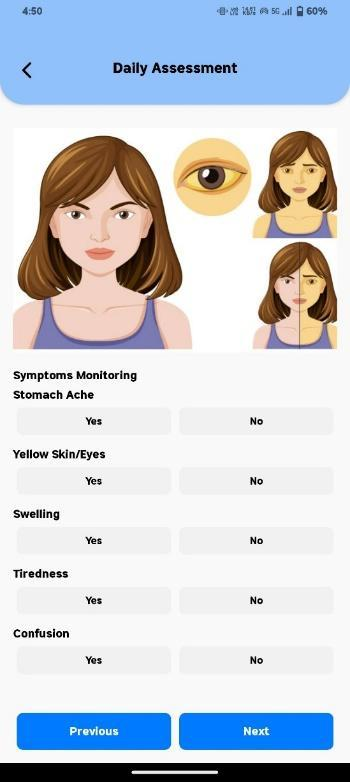 4:50
5G 60%
Daily Assessment
Symptoms Monitoring
Stomach Ache
Yes No
Yellow Skin/Eyes
Yes No
Swelling
Yes No
Tiredness
Yes No
Confusion
Yes No
Previous Next